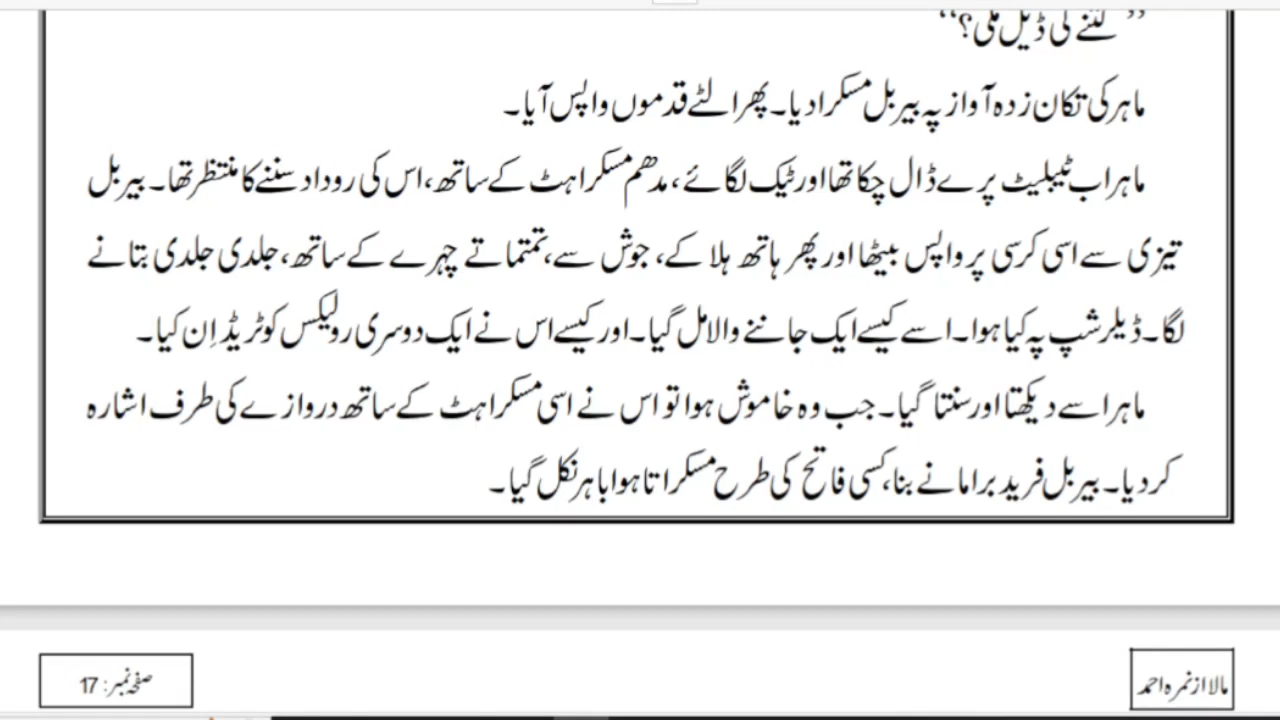 ”کتنے کی ڈیل ملی؟“
ماہر کی تکان زدہ آواز پہ بیربل مسکرا دیا۔ پھر الٹے قدموں واپس آیا۔
ماہر اب ٹیبلیٹ پرے ڈال چکا تھا اور ٹیک لگائے، مدھم مسکراہٹ کے ساتھ، اس کی روداد سننے کا منتظر تھا۔ بیربل
تیزی سے اسی کرسی پر واپس بیٹھا اور پھر ہاتھ ہلا کے، جوش سے، تمتماتے چہرے کے ساتھ، جلدی جلدی بتانے
لگا۔ ڈیلرشپ پہ کیا ہوا۔ اسے کیسے ایک جاننے والا مل گیا۔ اور کیسے اس نے ایک دوسری رولیکس کو ٹریڈ اِن کیا۔
ماہر اسے دیکھتا اور سنتا گیا۔ جب وہ خاموش ہوا تو اس نے اسی مسکراہٹ کے ساتھ دروازے کی طرف اشارہ
کر دیا۔ بیربل فرید برا مانے بنا، کسی فاتح کی طرح مسکراتا ہوا باہر نکل گیا۔
مالا از نمرہ احمد
صفحہ نمبر: 17